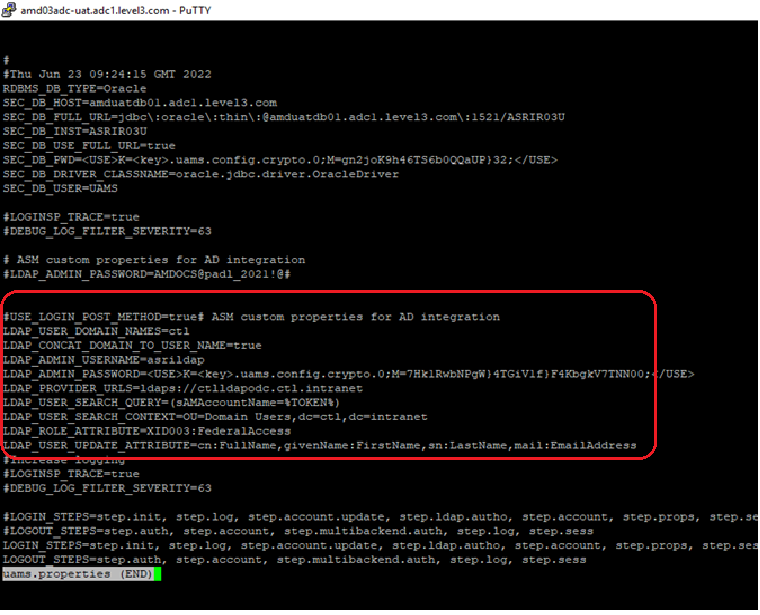 amd03adc-uat.adc1.level3.com - PuTTY
#
#Thu Jun 23 09:24:15 GMT 2022
RDBMS_DB_TYPE=Oracle
SEC_DB_HOST=amduatdb01.adc1.level3.com
SEC_DB_FULL_URL=jdbc\:oracle\:thin\:@amduatdb01.adc1.level3.com\:1521/ASRIR03U
SEC_DB_INST=ASRIR03U
SEC_DB_USE_FULL_URL=true
SEC_DB_PWD=<USE>K=<key>.uams.config.crypto.0;M=gn2joK9h46TS6b0QQaUP}32;</USE>
SEC_DB_DRIVER_CLASSNAME=oracle.jdbc.driver.OracleDriver
SEC_DB_USER=UAMS
#LOGINSP_TRACE=true
#DEBUG_LOG_FILTER_SEVERITY=63
# ASM custom properties for AD integration
#LDAP_ADMIN_PASSWORD=AMDOCS@pad1_2021!@#
#USE_LOGIN_POST_METHOD=true# ASM custom properties for AD integration
LDAP_USER_DOMAIN_NAMES=ctl
LDAP_CONCAT_DOMAIN_TO_USER_NAME=true
LDAP_ADMIN_USERNAME=asrildap
LDAP_ADMIN_PASSWORD=<USE>K=<key>.uams.config.crypto.0;M=7HklRwbNPgW}4TGiVlf}F4KbgkV7TNN00;</USE>
LDAP_PROVIDER_URLS=ldaps://ctlldapodc.ctl.intranet
LDAP_USER_SEARCH_QUERY=(sAMAccountName=%TOKEN%)
LDAP_USER_SEARCH_CONTEXT=OU=Domain Users,dc=ctl,dc=intranet
LDAP_ROLE_ATTRIBUTE=XID003:FederalAccess
LDAP_USER_UPDATE_ATTRIBUTE=cn:FullName,givenName:FirstName,sn:LastName,mail:EmailAddress
#Increase logging
#LOGINSP_TRACE=true
#DEBUG_LOG_FILTER_SEVERITY=63
#LOGIN_STEPS=step.init, step.log, step.account.update, step.ldap.autho, step.account, step.props, step.se
#LOGOUT_STEPS=step.auth, step.account, step.multibackend.auth, step.log, step.sess
LOGIN_STEPS=step.init, step.log, step.account.update, step.ldap.autho, step.account, step.props, step.ses
LOGOUT_STEPS=step.auth, step.account, step.multibackend.auth, step.log, step.sess
uams.properties (END)